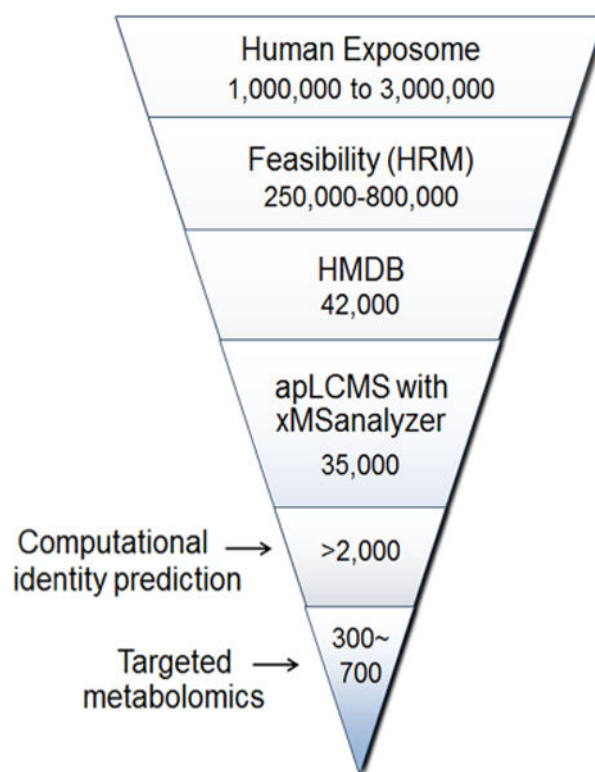 Human Exposome
1,000,000 to 3,000,000
Feasibility (HRM)
250,000-800,000
HMDB
42,000
apLCMS with
xMSanalyzer
35,000
Computational
identity prediction
>2,000
Targeted
metabolomics
300~
700